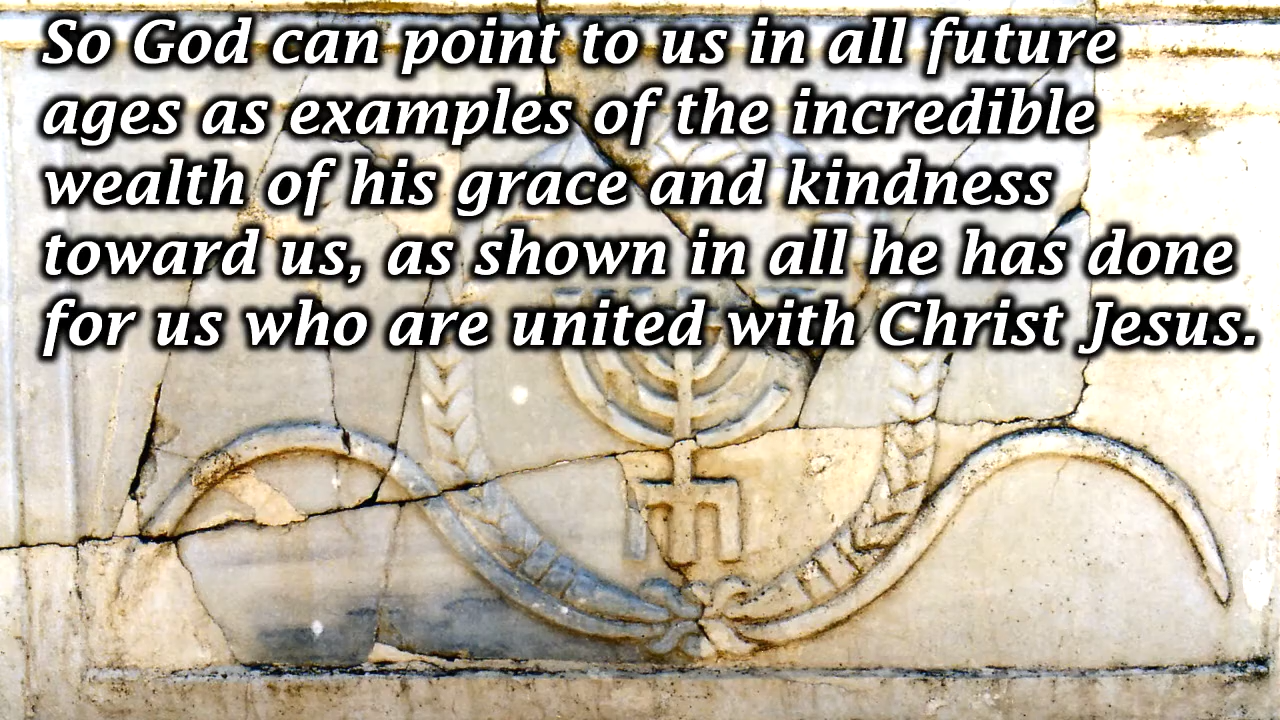 So God can point to us in all future
ages as examples of the incredible
wealth of his grace and kindness
toward us, as shown in all he has done
for us who are united with Christ Jesus.